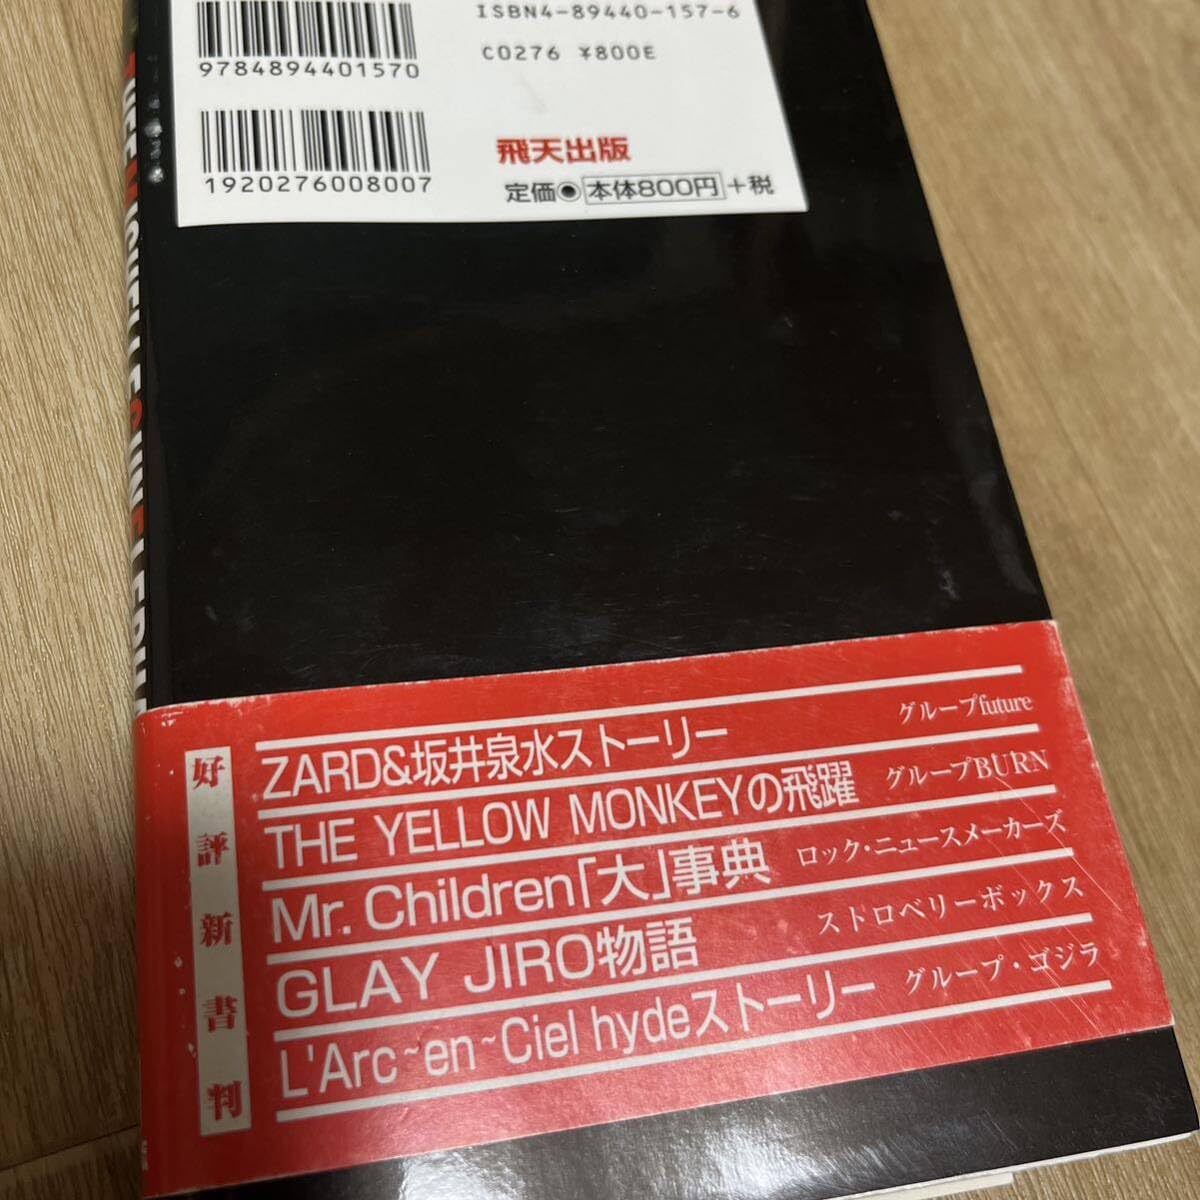 ISBN4-89440-157-6
C0276 ¥800E
9784894401570
1920276008007
飛天出版
定価●本体800円+税
THEE MICHELLE GUN ELEPHANT
好評新書判
ZARD&坂井泉水ストーリー グループfuture
THE YELLOW MONKEYの飛躍 グループBURN
Mr. Children「大」事典 ロック・ニュースメーカーズ
GLAY JIRO物語 ストロベリーボックス
L'Arc~en~Ciel hydeストーリー グループ・ゴジラ